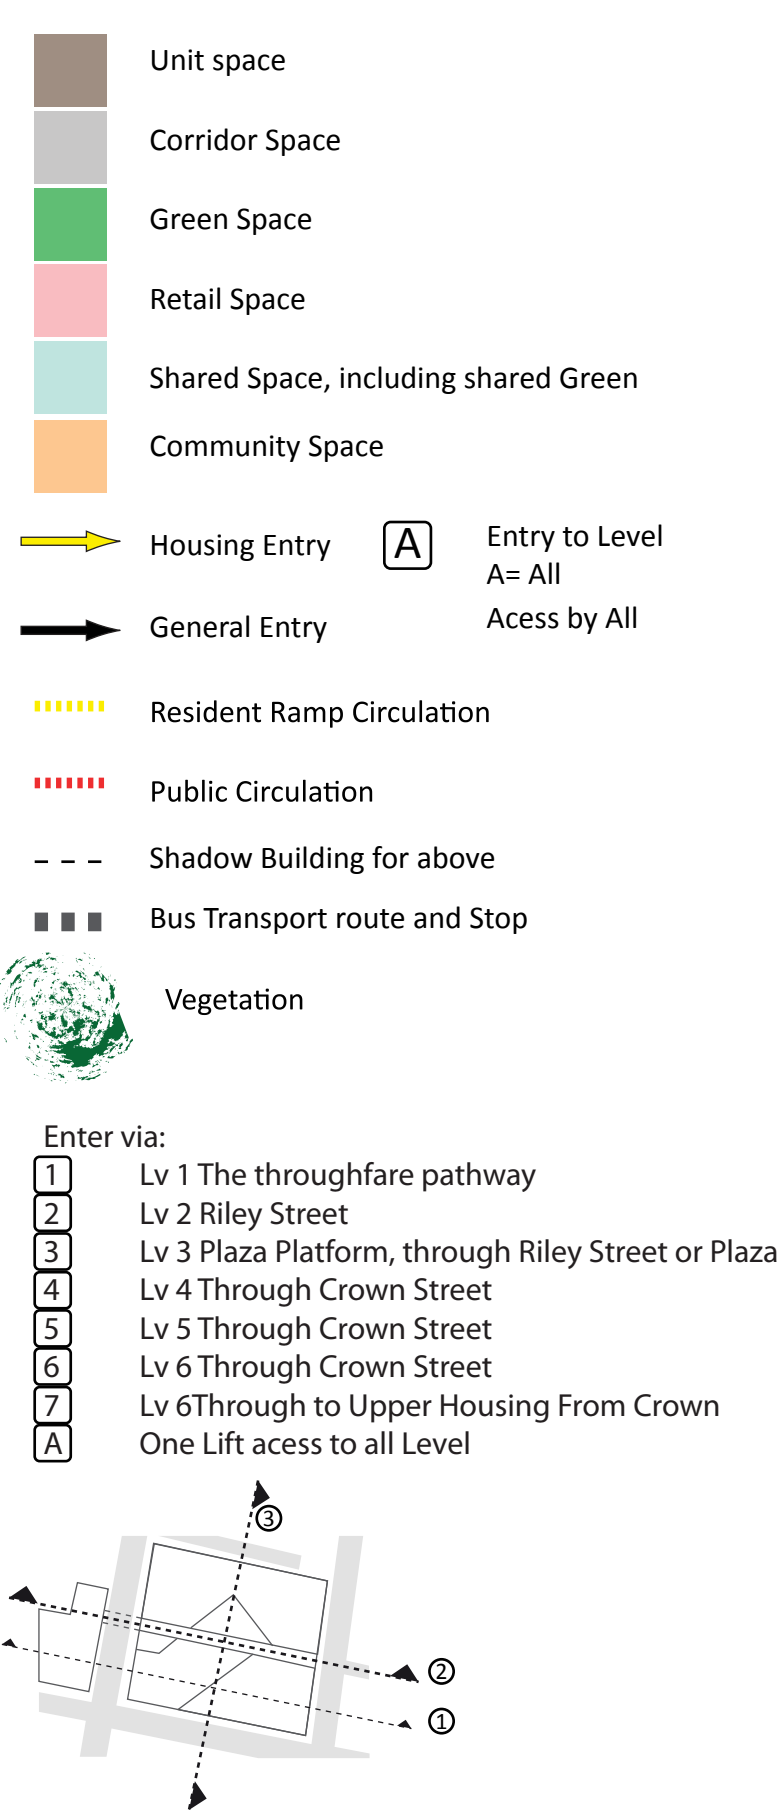 Unit space
Corridor Space
Green Space
Retail Space
Shared Space, including shared Green
Community Space
Housing Entry
A
Entry to Level
A= All
General Entry
Acess by All
Resident Ramp Circulation
Public Circulation
Shadow Building for above
Bus Transport route and Stop
Vegetation
Enter via:
1 Lv 1 The throughfare pathway
2 Lv 2 Riley Street
3 Lv 3 Plaza Platform, through Riley Street or Plaza
4 Lv 4 Through Crown Street
5 Lv 5 Through Crown Street
6 Lv 6 Through Crown Street
7 Lv 6Through to Upper Housing From Crown
A One Lift acess to all Level
3
2
1